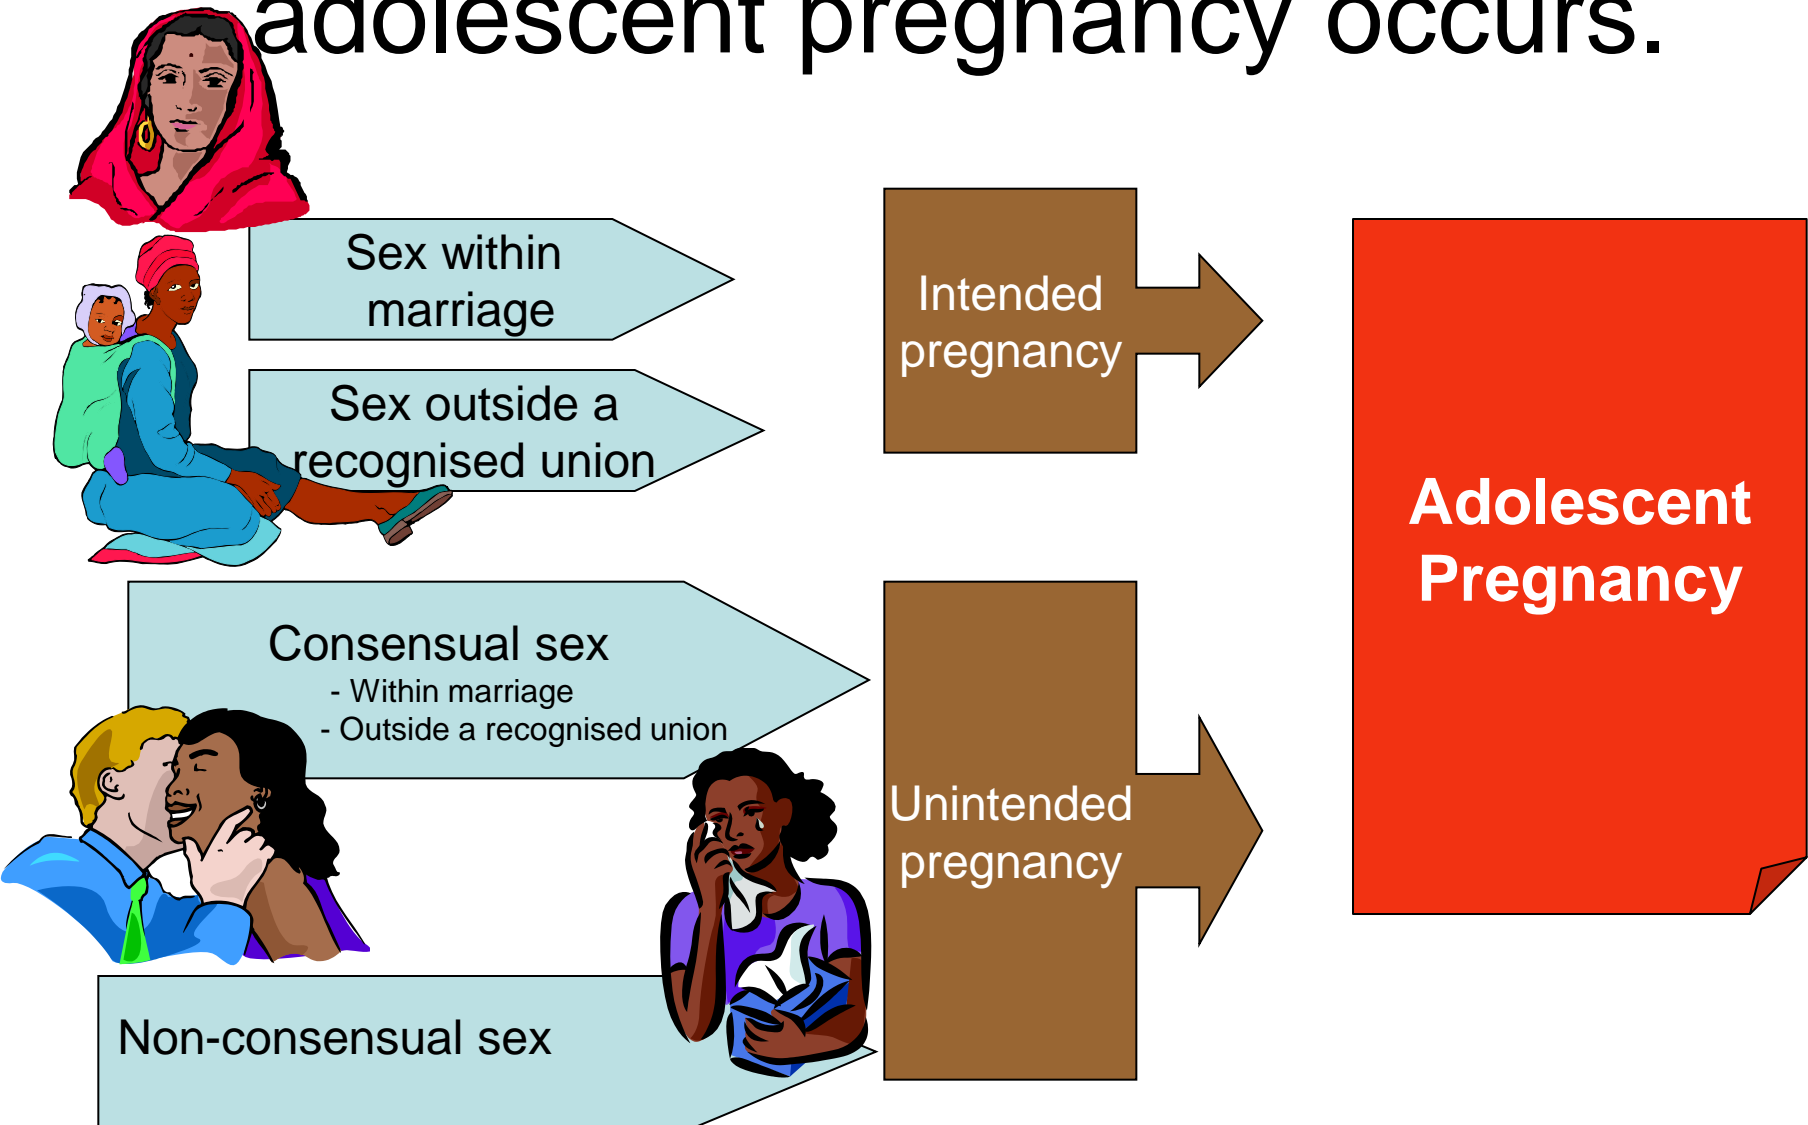 adolescent pregnancy occurs.
Sex within
marriage
Sex outside a
recognised union
Intended
pregnancy
Consensual sex
- Within marriage
- Outside a recognised union
Non-consensual sex
Unintended
pregnancy
Adolescent
Pregnancy